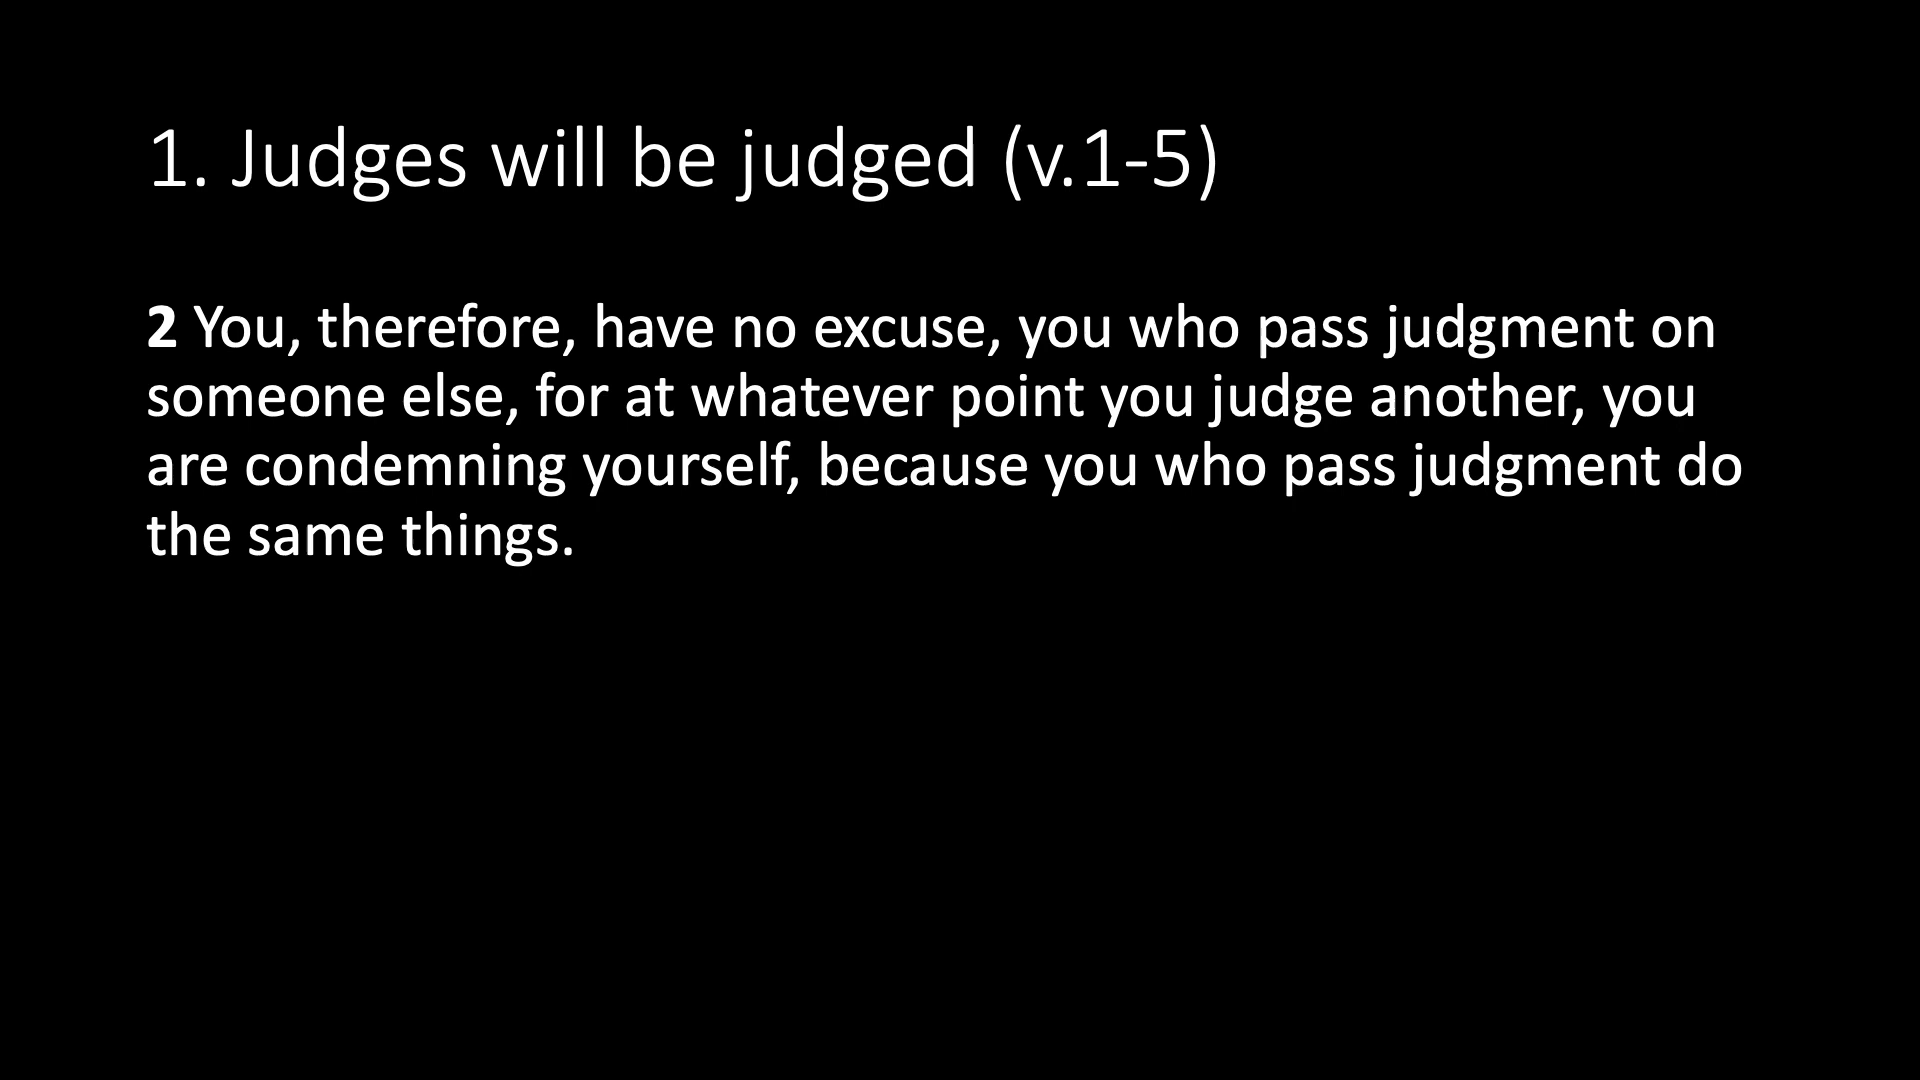 1. Judges will be judged (v.1-5)
2 You, therefore, have no excuse, you who pass judgment on
someone else, for at whatever point you judge another, you
are condemning yourself, because you who pass judgment do
the same things.